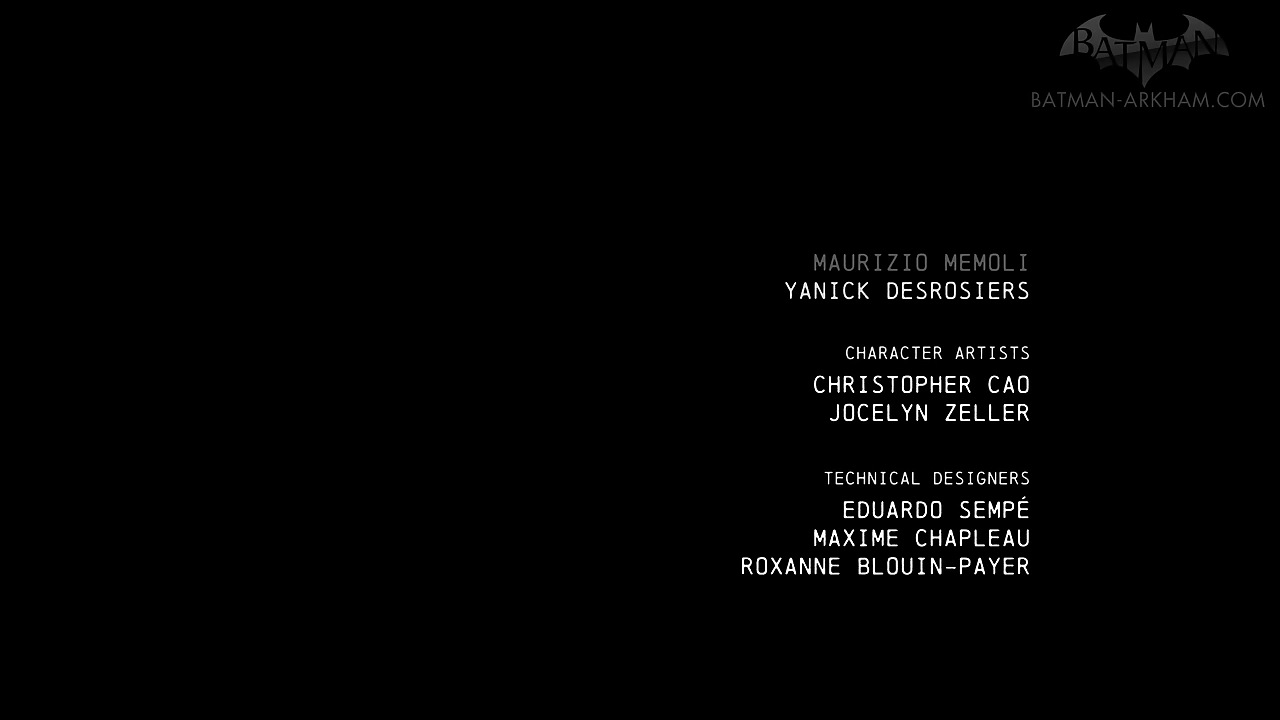 BATMAN
BATMAN-ARKHAM.COM
MAURIZIO MEMOLI
YANICK DESROSIERS
CHARACTER ARTISTS
CHRISTOPHER CAO
JOCELYN ZELLER
TECHNICAL DESIGNERS
EDUARDO SEMPÉ
MAXIME CHAPLEAU
ROXANNE BLOUIN-PAYER